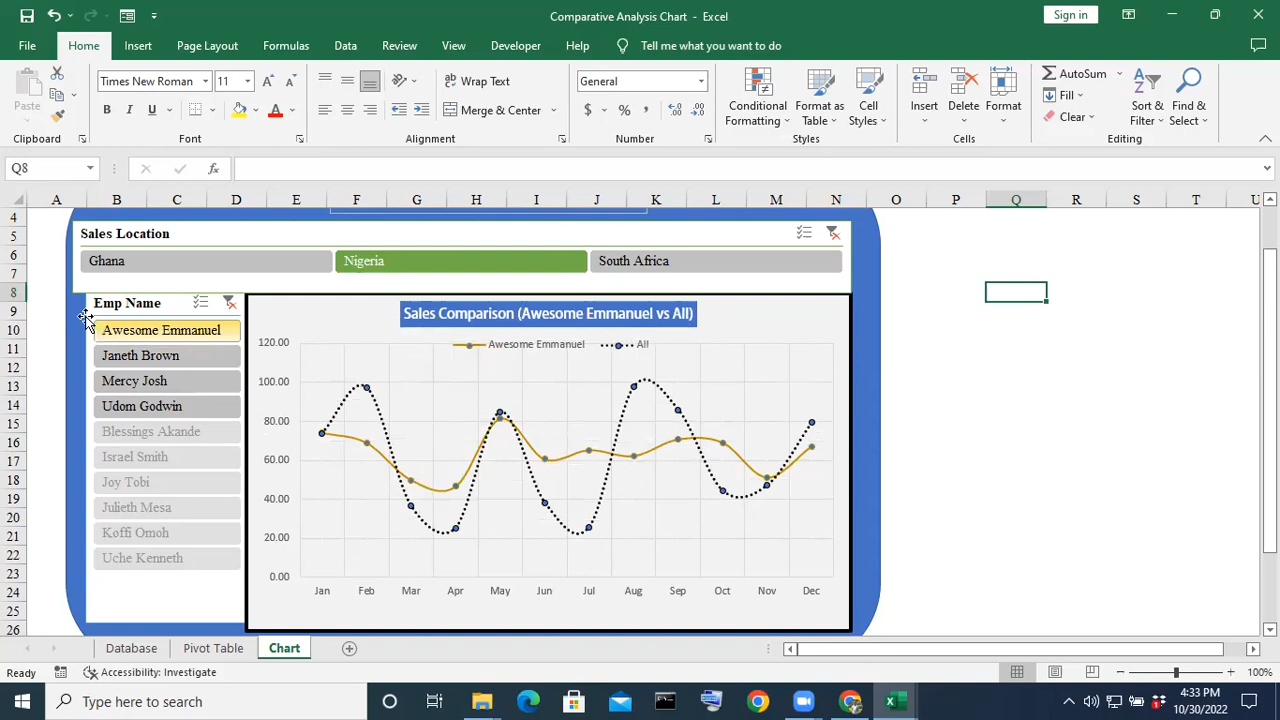 Comparative Analysis Chart - Excel
Sign in
File Home Insert Page Layout Formulas Data Review View Developer Help Tell me what you want to do
Times New Roman 11 Wrap Text General AutoSum
Paste Conditional Formatting Format as Table Cell Styles Insert Delete Format Fill Sort & Filter Find & Select
B I U A Merge & Center $ % Clear
Clipboard Font Alignment Number Styles Cells Editing
Q8 fx
A B C D E F G H I J K L M N O P Q R S T U
4
5 Sales Location
6 Ghana Nigeria South Africa
7
8 Emp Name
9 Sales Comparison (Awesome Emmanuel vs All)
10 Awesome Emmanuel
11 Janeth Brown 120.00 Awesome Emmanuel All
12 Mercy Josh
13 100.00
14 Udom Godwin
15 Blessings Akande 80.00
16 Israel Smith
17 60.00
18 Joy Tobi
19 Julieth Mesa 40.00
20 Koffi Omoh
21 20.00
22 Uche Kenneth
23 0.00
24 Jan Feb Mar Apr May Jun Jul Aug Sep Oct Nov Dec
25
26
Database Pivot Table Chart
Ready Accessibility: Investigate 100%
Type here to search 4:33 PM
10/30/2022